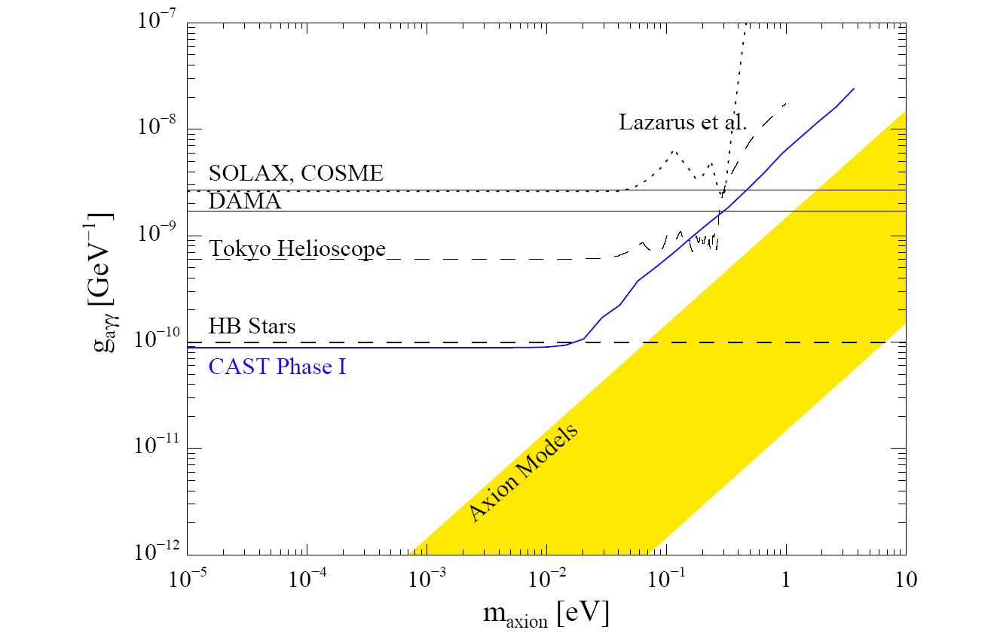 10⁻⁷
10⁻⁸
10⁻⁹
10⁻¹⁰
10⁻¹¹
10⁻¹²
g_aγγ [GeV⁻¹]
Lazarus et al.
SOLAX, COSME
DAMA
Tokyo Helioscope
HB Stars
CAST Phase I
Axion Models
10⁻⁵ 10⁻⁴ 10⁻³ 10⁻² 10⁻¹ 1 10
m_axion [eV]